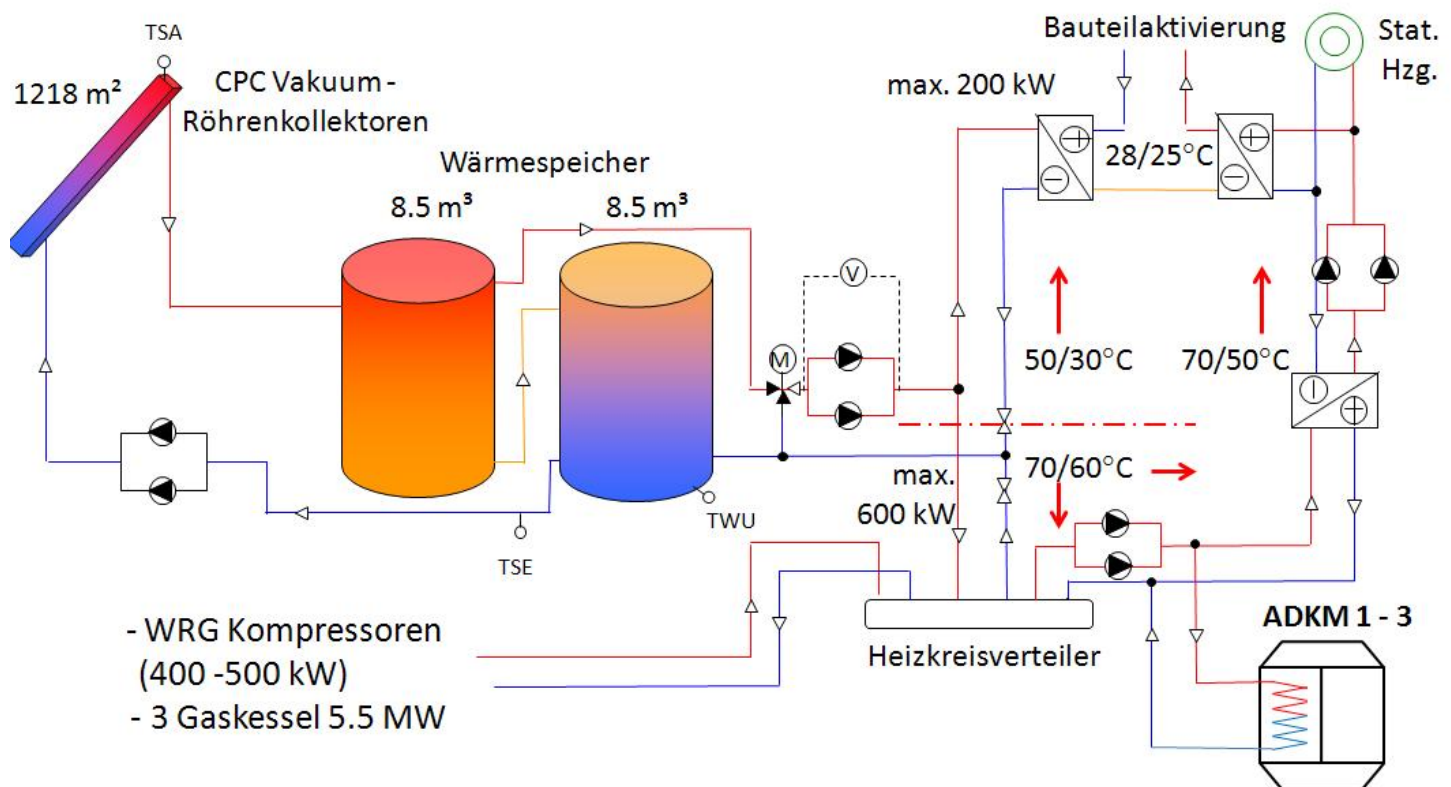 TSA
1218 m²
CPC Vakuum -
Röhrenkollektoren
Wärmespeicher
8.5 m³
8.5 m³
Bauteilaktivierung
Stat.
Hzg.
max. 200 kW
28/25°C
V
M
50/30°C
70/50°C
max.
600 kW
70/60°C
TWU
TSE
- WRG Kompressoren
(400 -500 kW)
- 3 Gaskessel 5.5 MW
Heizkreisverteiler
ADKM 1 - 3